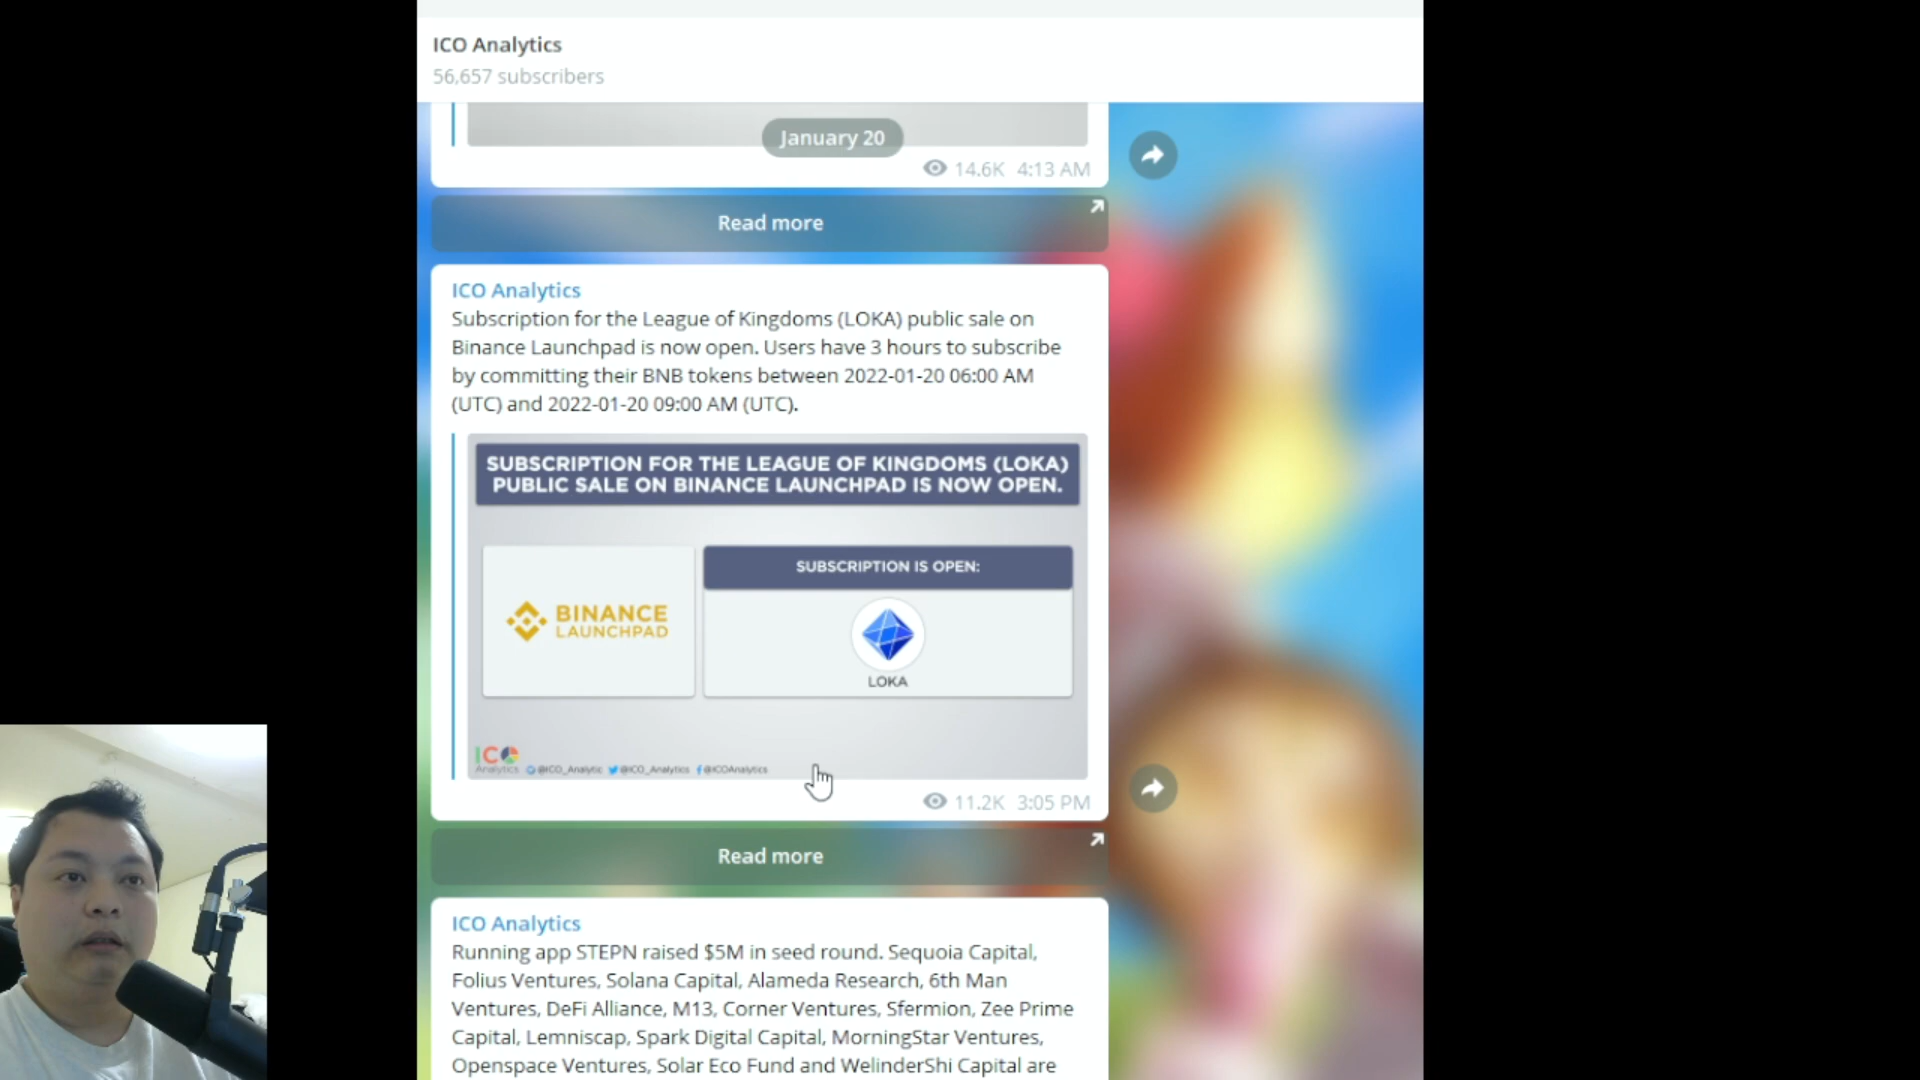 ICO Analytics
56,657 subscribers
January 20
14.6K 4:13 AM
Read more
ICO Analytics
Subscription for the League of Kingdoms (LOKA) public sale on
Binance Launchpad is now open. Users have 3 hours to subscribe
by committing their BNB tokens between 2022-01-20 06:00 AM
(UTC) and 2022-01-20 09:00 AM (UTC).
SUBSCRIPTION FOR THE LEAGUE OF KINGDOMS (LOKA)
PUBLIC SALE ON BINANCE LAUNCHPAD IS NOW OPEN.
BINANCE
LAUNCHPAD
SUBSCRIPTION IS OPEN:
LOKA
ICO
Analytics @ICO_Analytic @ICO_Analytics @ICOAnalytics
11.2K 3:05 PM
Read more
ICO Analytics
Running app STEPN raised $5M in seed round. Sequoia Capital,
Folius Ventures, Solana Capital, Alameda Research, 6th Man
Ventures, DeFi Alliance, M13, Corner Ventures, Sfermion, Zee Prime
Capital, Lemniscap, Spark Digital Capital, MorningStar Ventures,
Openspace Ventures, Solar Eco Fund and WelinderShi Capital are